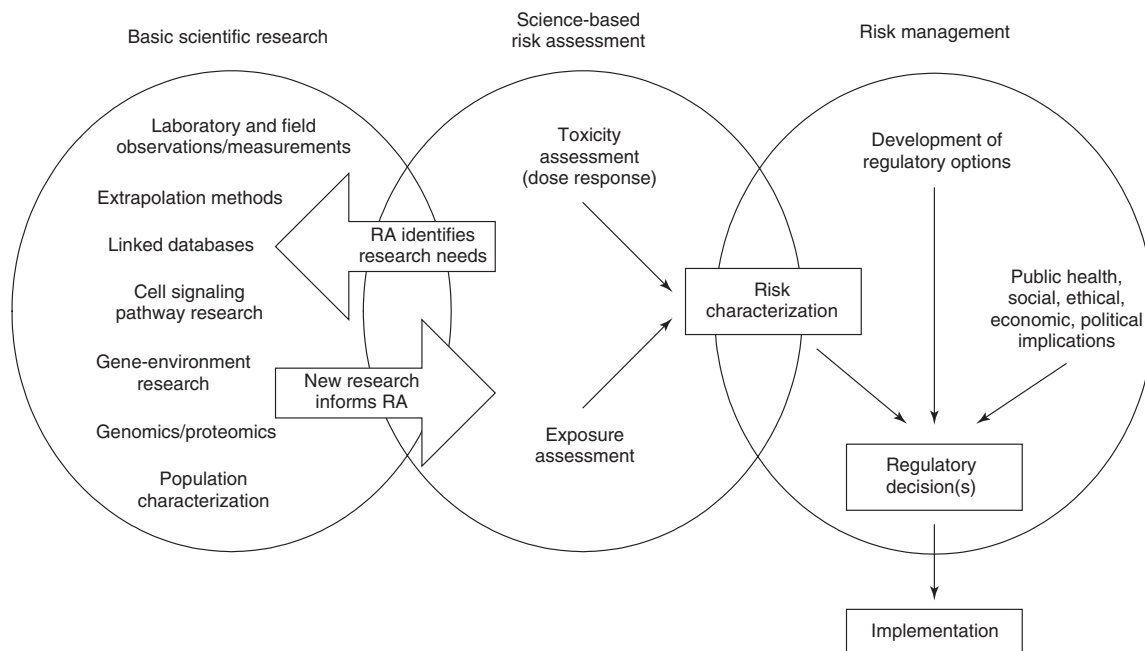 Basic scientific research
Science-based
risk assessment
Risk management
Laboratory and field
observations/measurements
Extrapolation methods
Linked databases
Cell signaling
pathway research
Gene-environment
research
Genomics/proteomics
Population
characterization
RA identifies
research needs
New research
informs RA
Toxicity
assessment
(dose response)
Exposure
assessment
Risk
characterization
Development of
regulatory options
Public health,
social, ethical,
economic, political
implications
Regulatory
decision(s)
Implementation